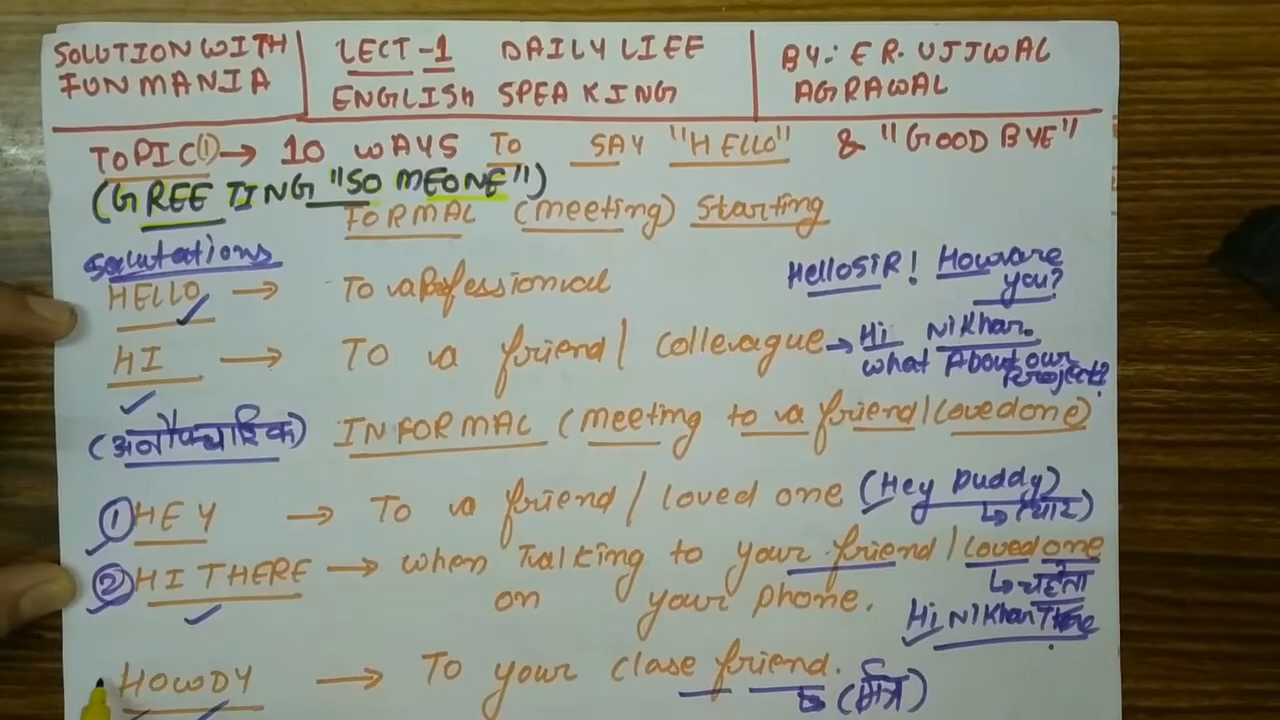 SOLUTION WITH
FUN MANIA
LECT-1 DAILY LIFE
ENGLISH SPEAKING
BY:- ER. UJJWAL
AGRAWAL
TOPIC(1)→ 10 WAYS TO SAY "HELLO" & "GOOD BYE"
(GREETING "SOMEONE")
FORMAL (meeting) Starting
Salutations
HELLO → To a Professional
HelloSIR! How are
you?
HI → To a friend/ colleague → Hi Nikhar.
what About our
Project?
(अनौपचारिक) INFORMAL (meeting to a friend/Loved one)
① HEY → To a friend/loved one (Hey Duddy)
↳ (यार)
② HI THERE → when Talking to your friend/loved one
↳ चहेता
on your phone.
Hi Nikhar There
HOWDY → To your clase friend.
↳ (मित्र)